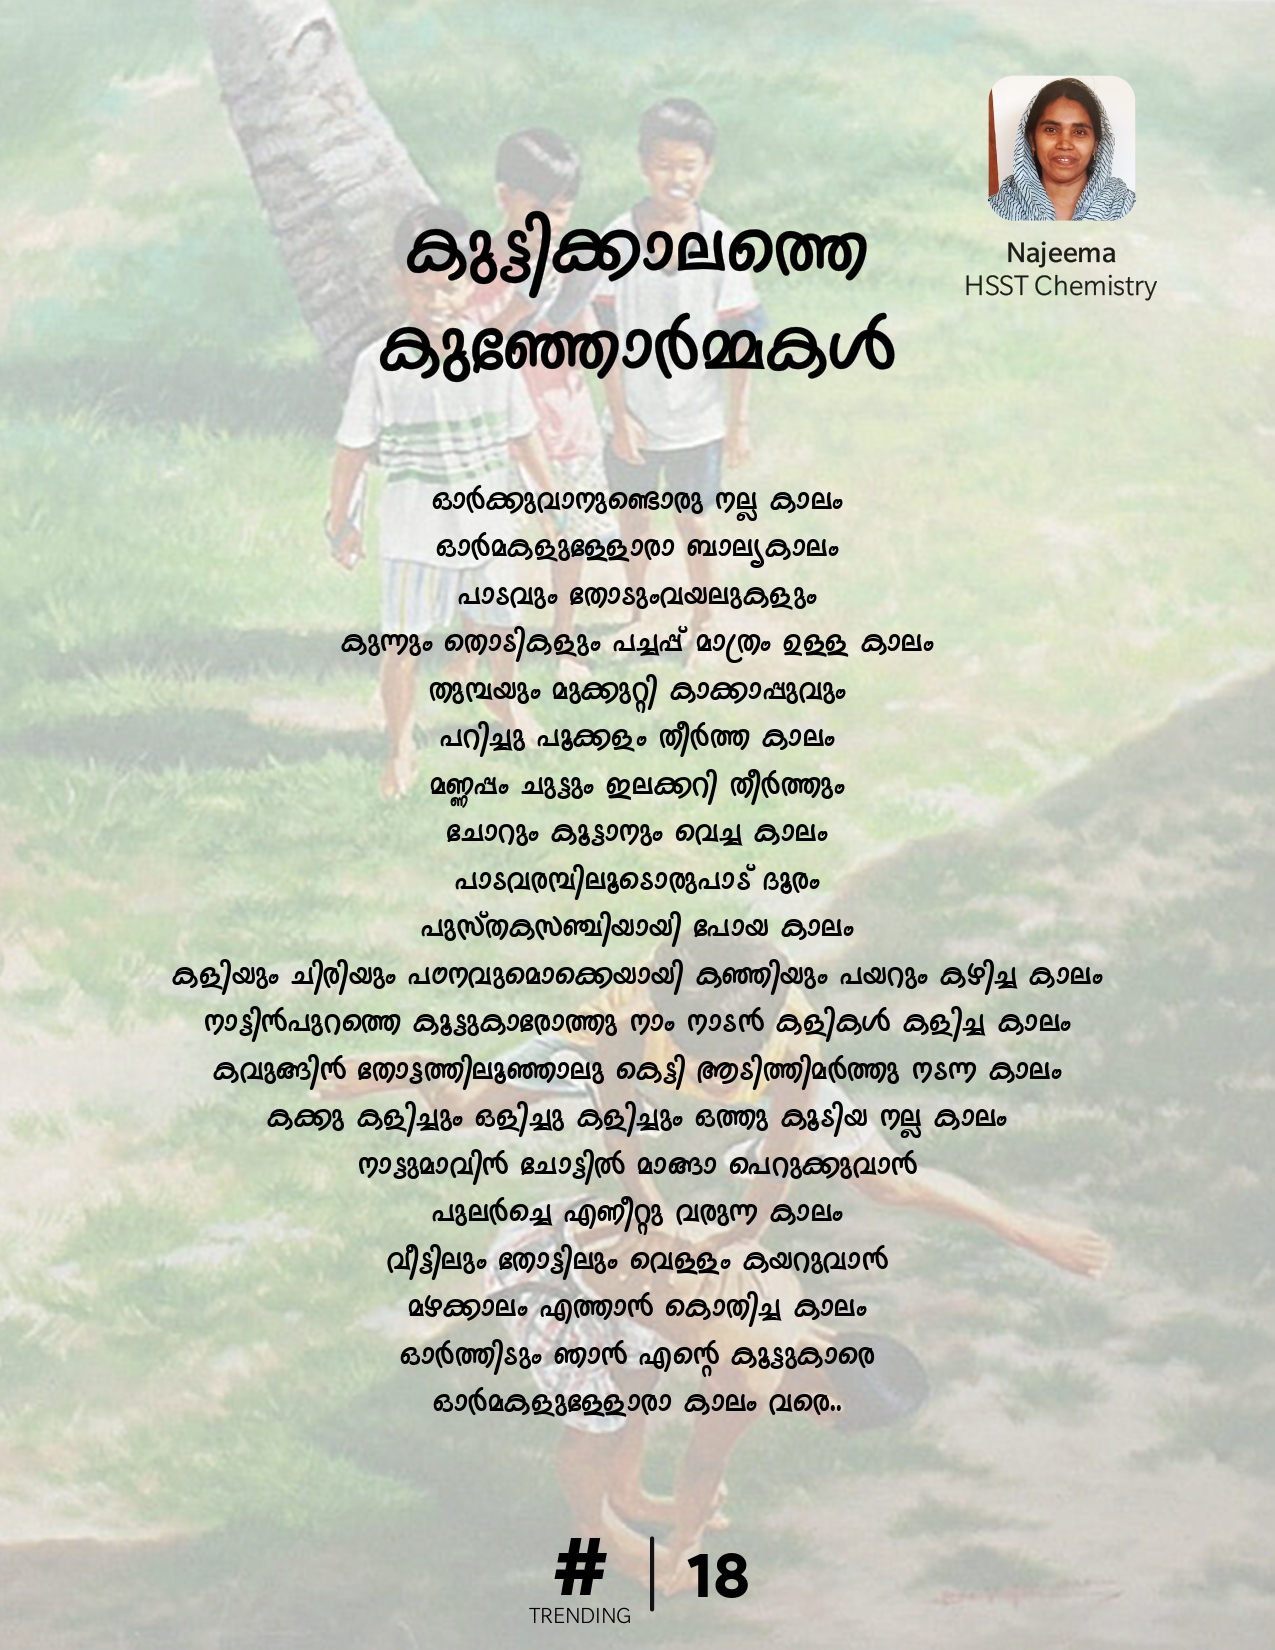 Najeema
HSST Chemistry
കുട്ടിക്കാലത്തെ
കുഞ്ഞോർമ്മകൾ
ഓർക്കുവാനുണ്ടൊരു നല്ല കാലം
ഓർമകളുള്ളോരാ ബാല്യകാലം
പാടവും തോടുംവയലുകളും
കുന്നും തൊടികളും പച്ചപ്പ് മാത്രം ഉള്ള കാലം
തുമ്പയും മുക്കുറ്റി കാക്കാപ്പുവും
പറിച്ചു പൂക്കളം തീർത്ത കാലം
മണ്ണപ്പം ചുട്ടും ഇലക്കറി തീർത്തും
ചോറും കൂട്ടാനും വെച്ച കാലം
പാടവരമ്പിലൂടൊരുപാട് ദൂരം
പുസ്തകസഞ്ചിയായി പോയ കാലം
കളിയും ചിരിയും പഠനവുമൊക്കെയായി കഞ്ഞിയും പയറും കഴിച്ച കാലം
നാട്ടിൻപുറത്തെ കൂട്ടുകാരോത്തു നാം നാടൻ കളികൾ കളിച്ച കാലം
കവുങ്ങിൻ തോട്ടത്തിലൂഞ്ഞാലു കെട്ടി ആടിത്തിമർത്തു നടന്ന കാലം
കക്കു കളിച്ചും ഒളിച്ചു കളിച്ചും ഒത്തു കൂടിയ നല്ല കാലം
നാട്ടുമാവിൻ ചോട്ടിൽ മാങ്ങാ പെറുക്കുവാൻ
പുലർച്ചെ എണീറ്റു വരുന്ന കാലം
വീട്ടിലും തോട്ടിലും വെള്ളം കയറുവാൻ
മഴക്കാലം എത്താൻ കൊതിച്ച കാലം
ഓർത്തിടും ഞാൻ എന്റെ കൂട്ടുകാരെ
ഓർമകളുള്ളോരാ കാലം വരെ..
# | 18
TRENDING